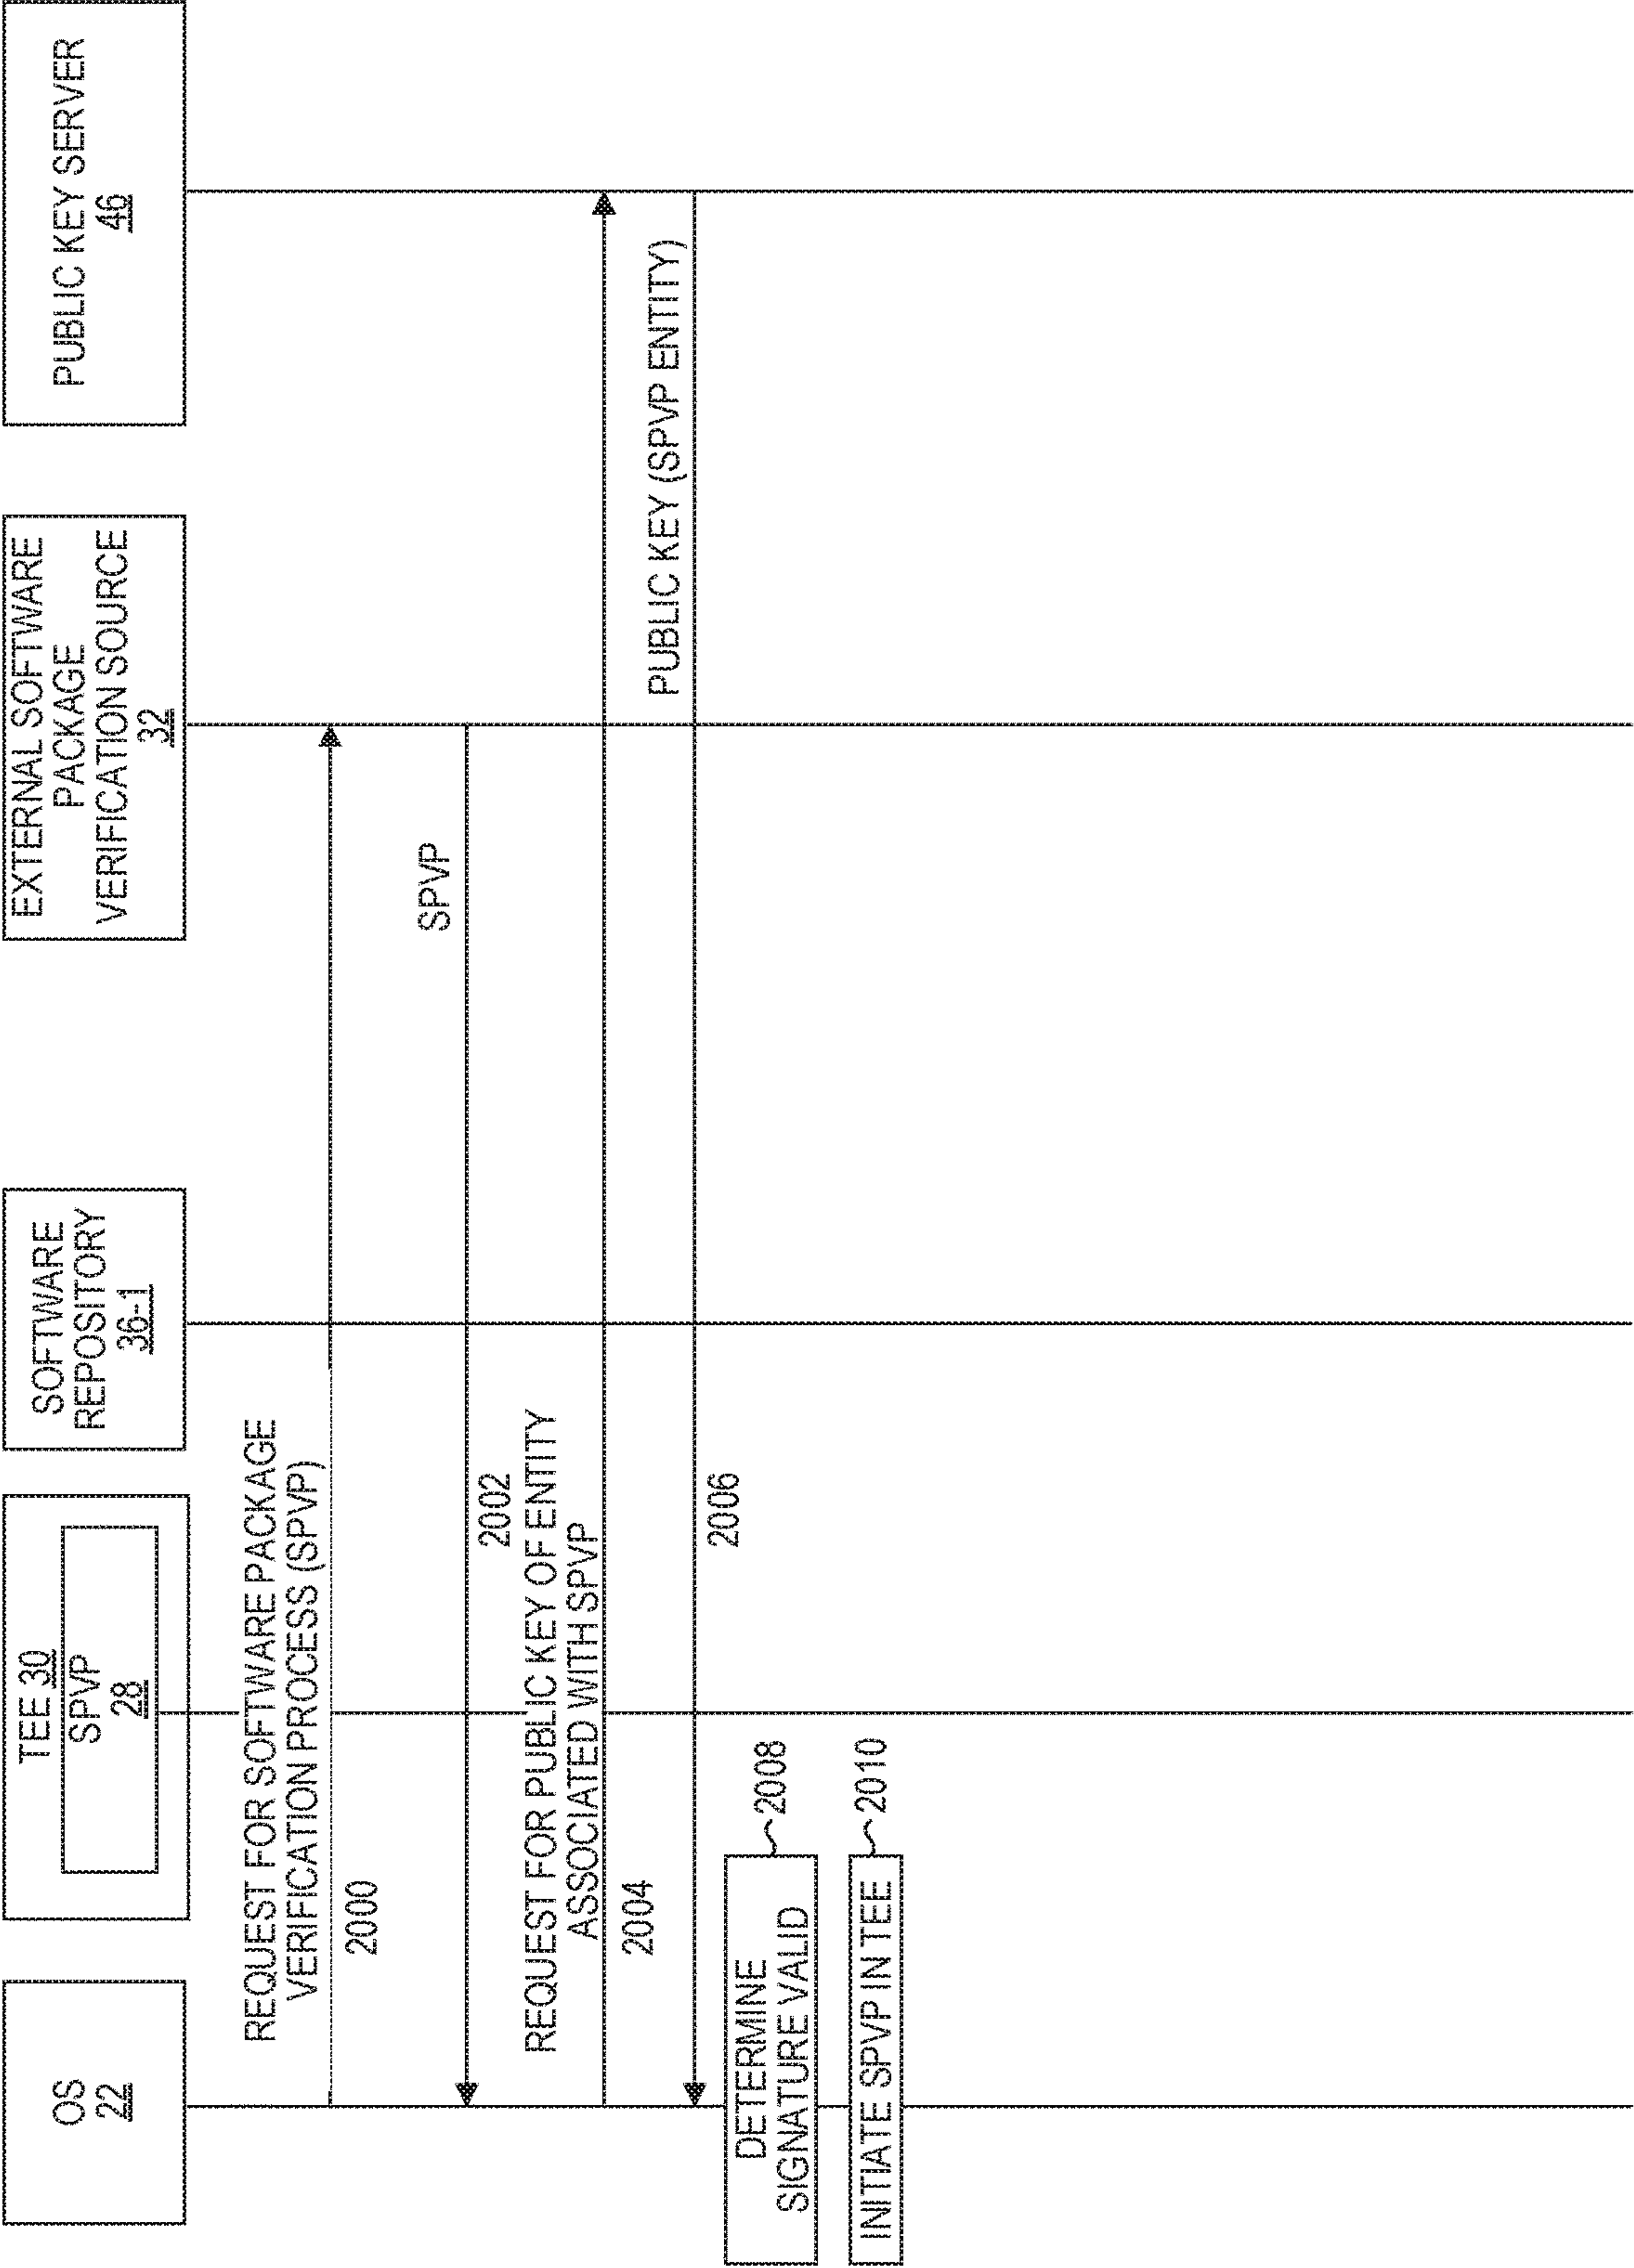 OS
22
TEE 30
SPVP
28
SOFTWARE
REPOSITORY
36-1
EXTERNAL SOFTWARE
PACKAGE
VERIFICATION SOURCE
32
PUBLIC KEY SERVER
46
REQUEST FOR SOFTWARE PACKAGE
VERIFICATION PROCESS (SPVP)
2000
SPVP
2002
REQUEST FOR PUBLIC KEY OF ENTITY
ASSOCIATED WITH SPVP
2004
PUBLIC KEY (SPVP ENTITY)
2006
DETERMINE
SIGNATURE VALID
2008
INITIATE SPVP IN TEE
2010